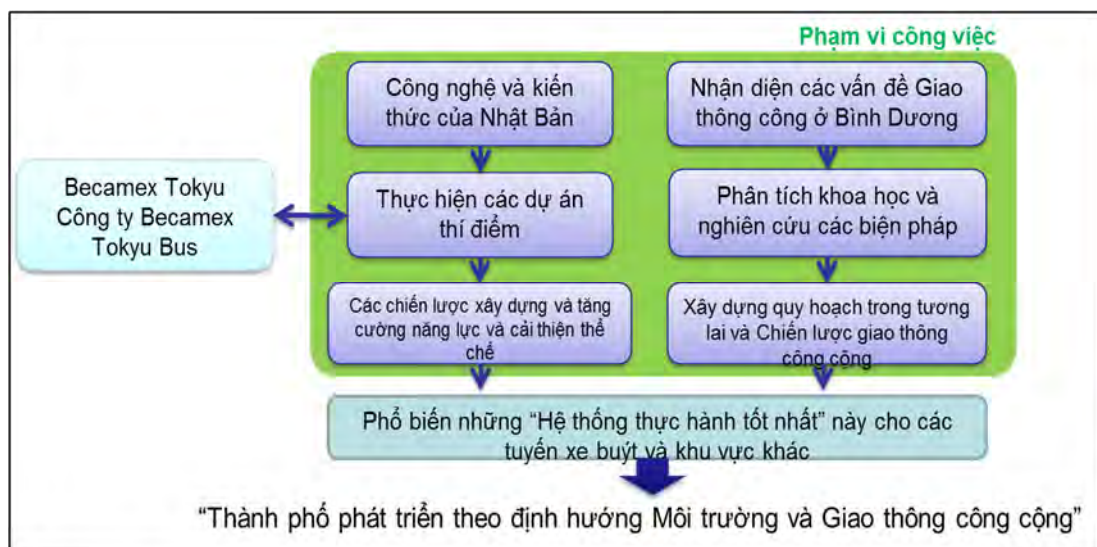 Phạm vi công việc
Công nghệ và kiến
thức của Nhật Bản
Nhận diện các vấn đề Giao
thông công ở Bình Dương
Becamex Tokyu
Công ty Becamex
Tokyu Bus
Thực hiện các dự án
thí điểm
Phân tích khoa học và
nghiên cứu các biện pháp
Các chiến lược xây dựng và tăng
cường năng lực và cải thiện thể
chế
Xây dựng quy hoạch trong tương
lai và Chiến lược giao thông
công cộng
Phổ biến những “Hệ thống thực hành tốt nhất” này cho các
tuyến xe buýt và khu vực khác
“Thành phố phát triển theo định hướng Môi trường và Giao thông công cộng”